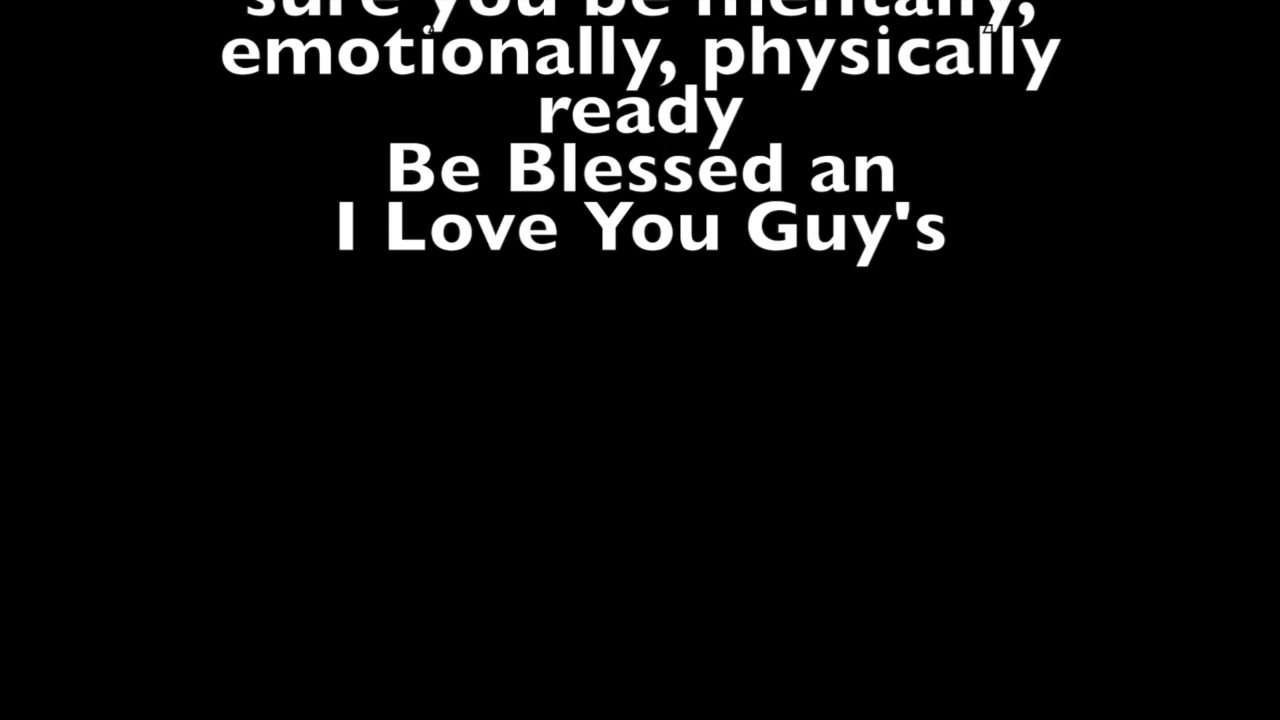 sure you be mentally,
emotionally, physically
ready
Be Blessed an
I Love You Guy's